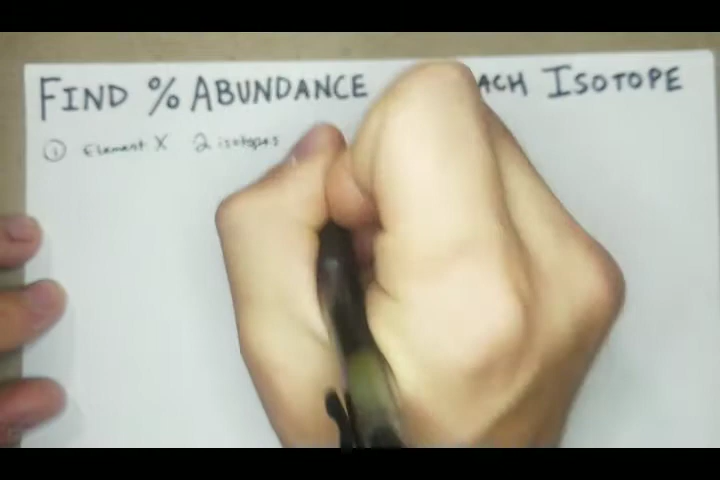 FIND % ABUNDANCE ACH ISOTOPE
① Element X 2 isotopes